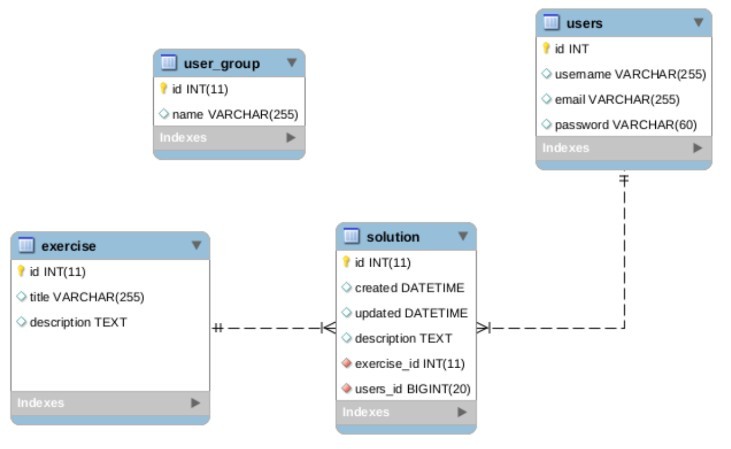 user_group
id INT(11)
name VARCHAR(255)
Indexes
users
id INT
username VARCHAR(255)
email VARCHAR(255)
password VARCHAR(60)
Indexes
exercise
id INT(11)
title VARCHAR(255)
description TEXT
Indexes
solution
id INT(11)
created DATETIME
updated DATETIME
description TEXT
exercise_id INT(11)
users_id BIGINT(20)
Indexes